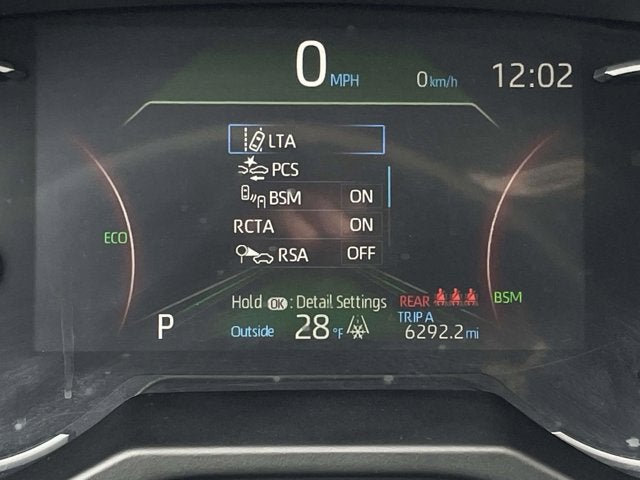 0 MPH 0 km/h 12:02
LTA
PCS
BSM ON
RCTA ON
ECO
RSA OFF
BSM
Hold OK : Detail Settings REAR
TRIP A
P Outside 28 °F 6292.2 mi